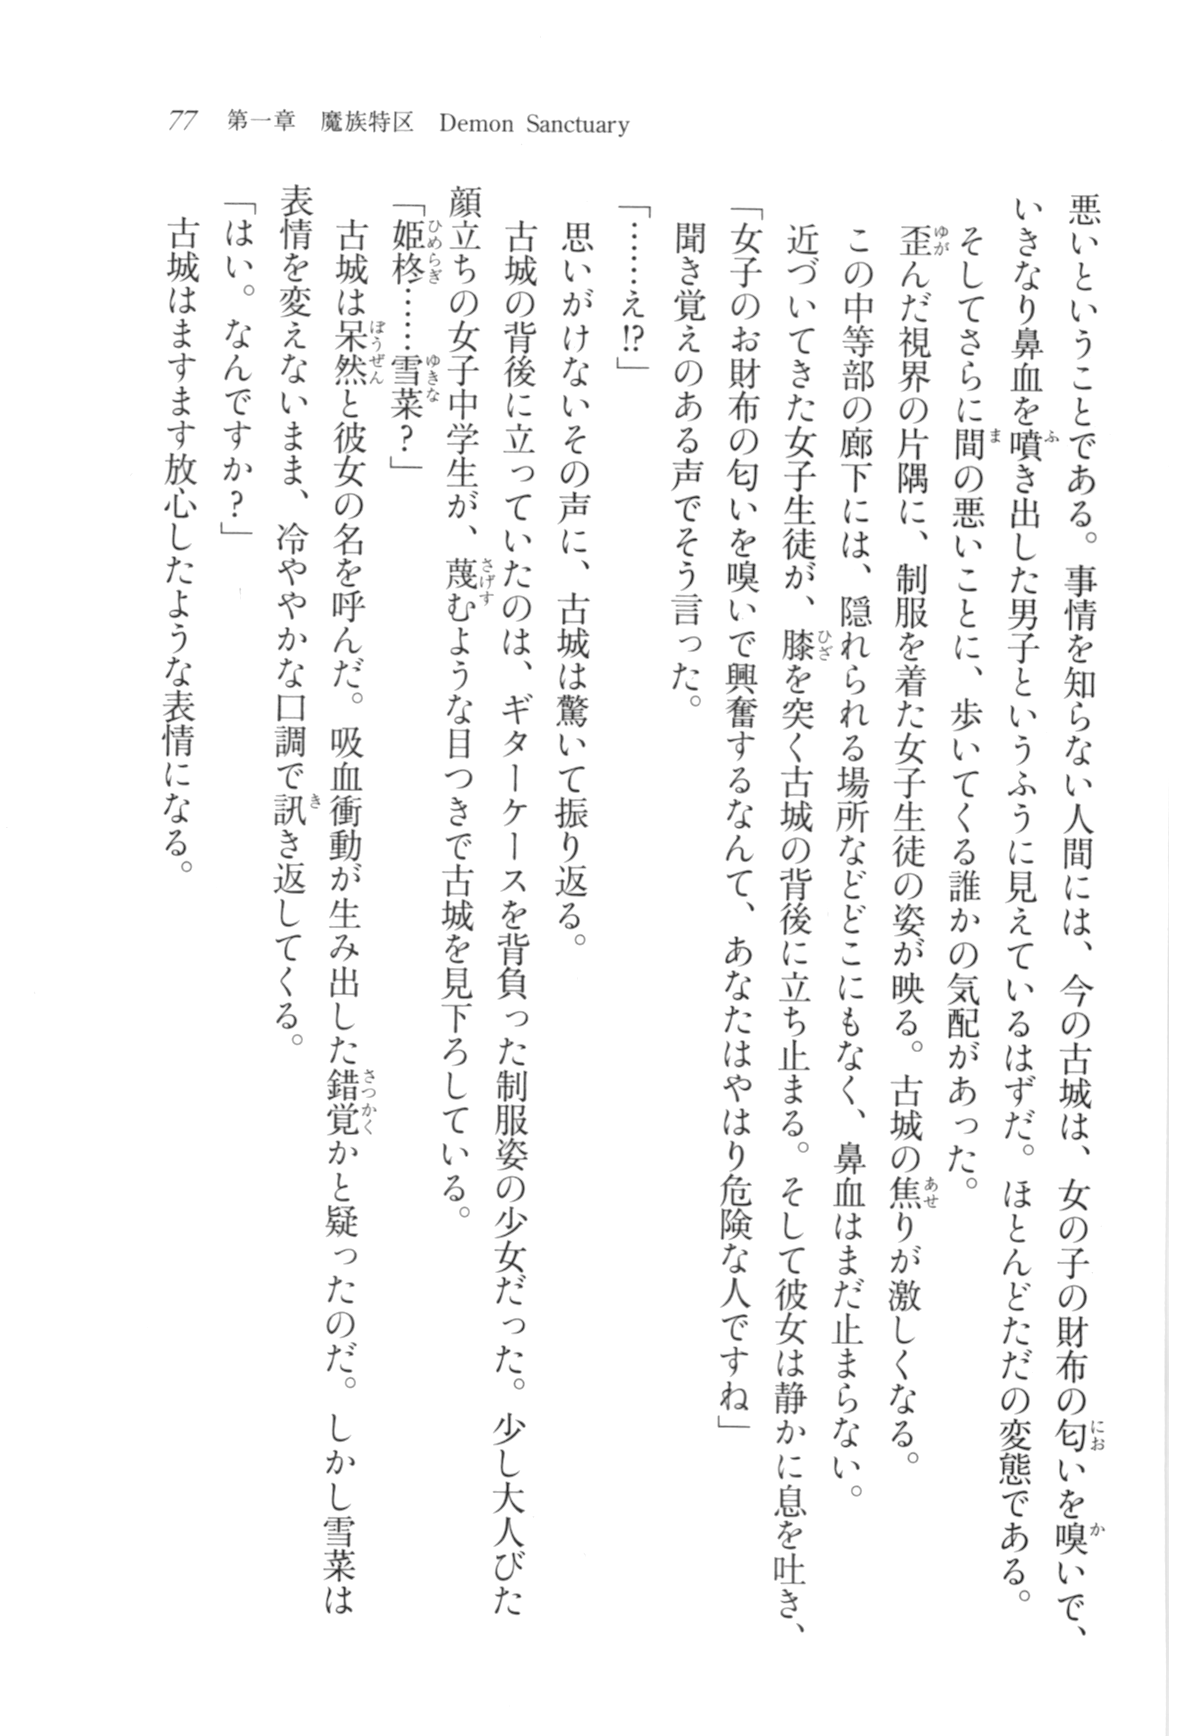 77 第一章 魔族特区 Demon Sanctuary
悪いということである。事情を知らない人間には、今の古城は、女の子の財布の匂いを嗅いで、
いきなり鼻血を噴き出した男子というふうに見えているはずだ。ほとんどただの変態である。
そしてさらに間の悪いことに、歩いてくる誰かの気配があった。
歪んだ視界の片隅に、制服を着た女子生徒の姿が映る。古城の焦りが激しくなる。
この中等部の廊下には、隠れられる場所などどこにもなく、鼻血はまだ止まらない。
近づいてきた女子生徒が、膝を突く古城の背後に立ち止まる。そして彼女は静かに息を吐き、
「女子のお財布の匂いを嗅いで興奮するなんて、あなたはやはり危険な人ですね」
聞き覚えのある声でそう言った。
「……え!?」
思いがけないその声に、古城は驚いて振り返る。
古城の背後に立っていたのは、ギターケースを背負った制服姿の少女だった。少し大人びた
顔立ちの女子中学生が、蔑むような目つきで古城を見下ろしている。
「姫柊……雪菜?」
古城は呆然と彼女の名を呼んだ。吸血衝動が生み出した錯覚かと疑ったのだ。しかし雪菜は
表情を変えないまま、冷ややかな口調で訊き返してくる。
「はい。なんですか?」
古城はますます放心したような表情になる。